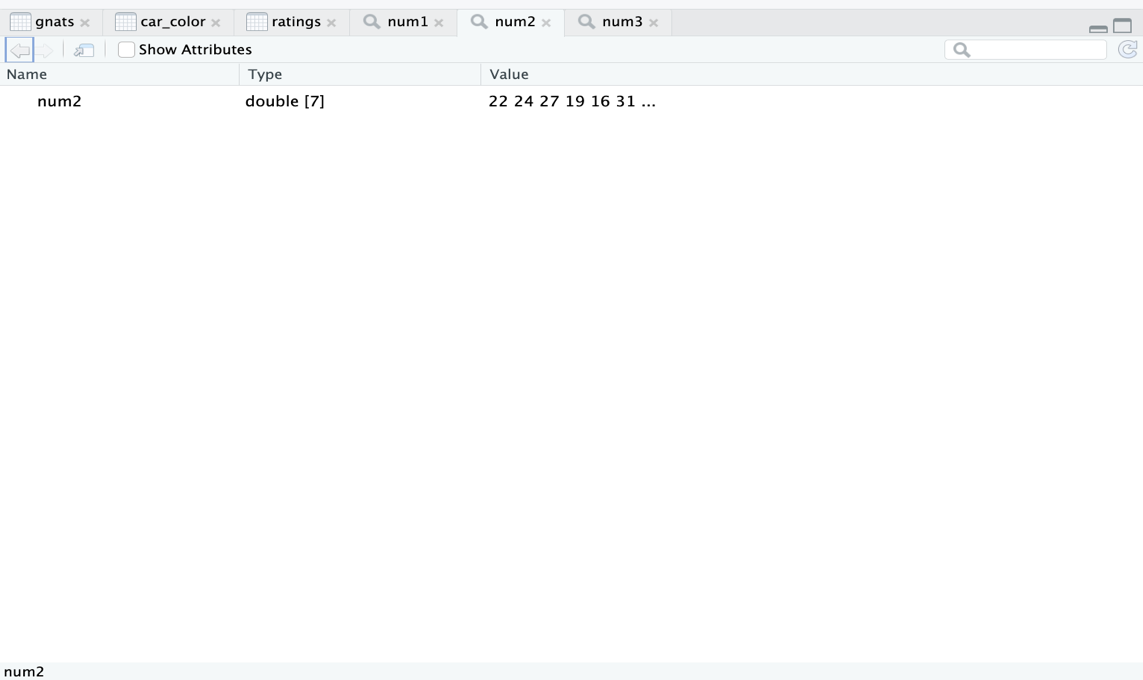 gnats car_color ratings num1 num2 num3
Show Attributes
Name Type Value
num2 double [7] 22 24 27 19 16 31 ...
num2